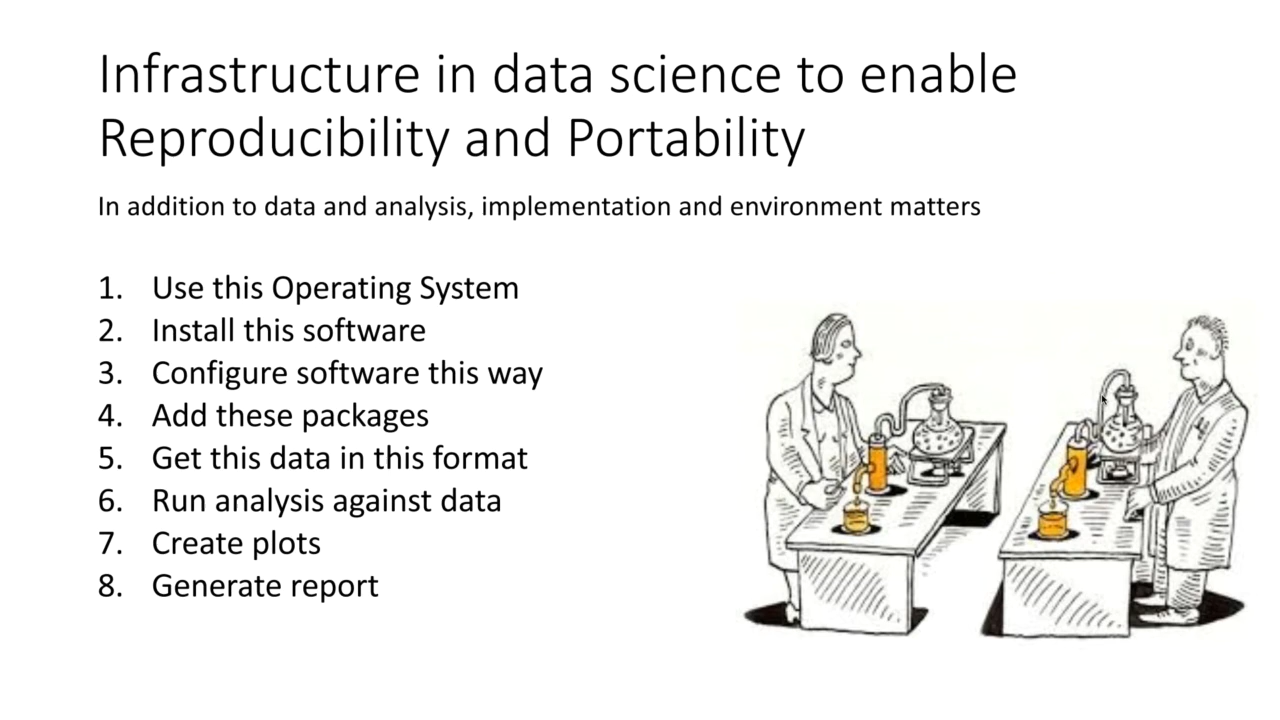 Infrastructure in data science to enable
Reproducibility and Portability
In addition to data and analysis, implementation and environment matters
1. Use this Operating System
2. Install this software
3. Configure software this way
4. Add these packages
5. Get this data in this format
6. Run analysis against data
7. Create plots
8. Generate report